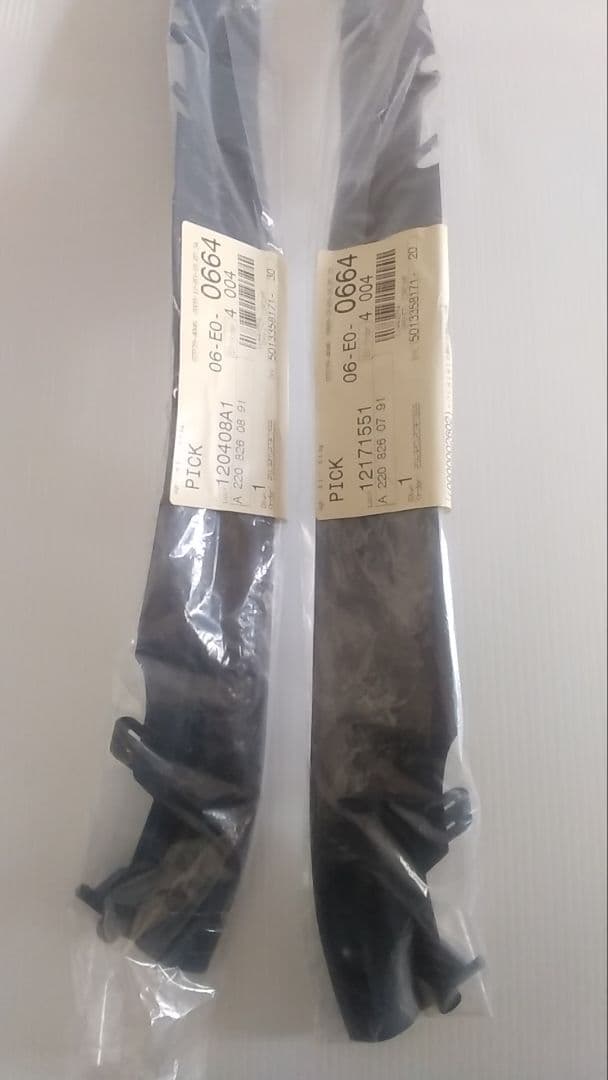 06-E0- 0664
4 004
5013358171- 30
PICK
120408A1
A 220 826 08 91
1
06-E0- 0664
4 004
5013358171- 20
PICK
12171551
A 220 826 07 91
1